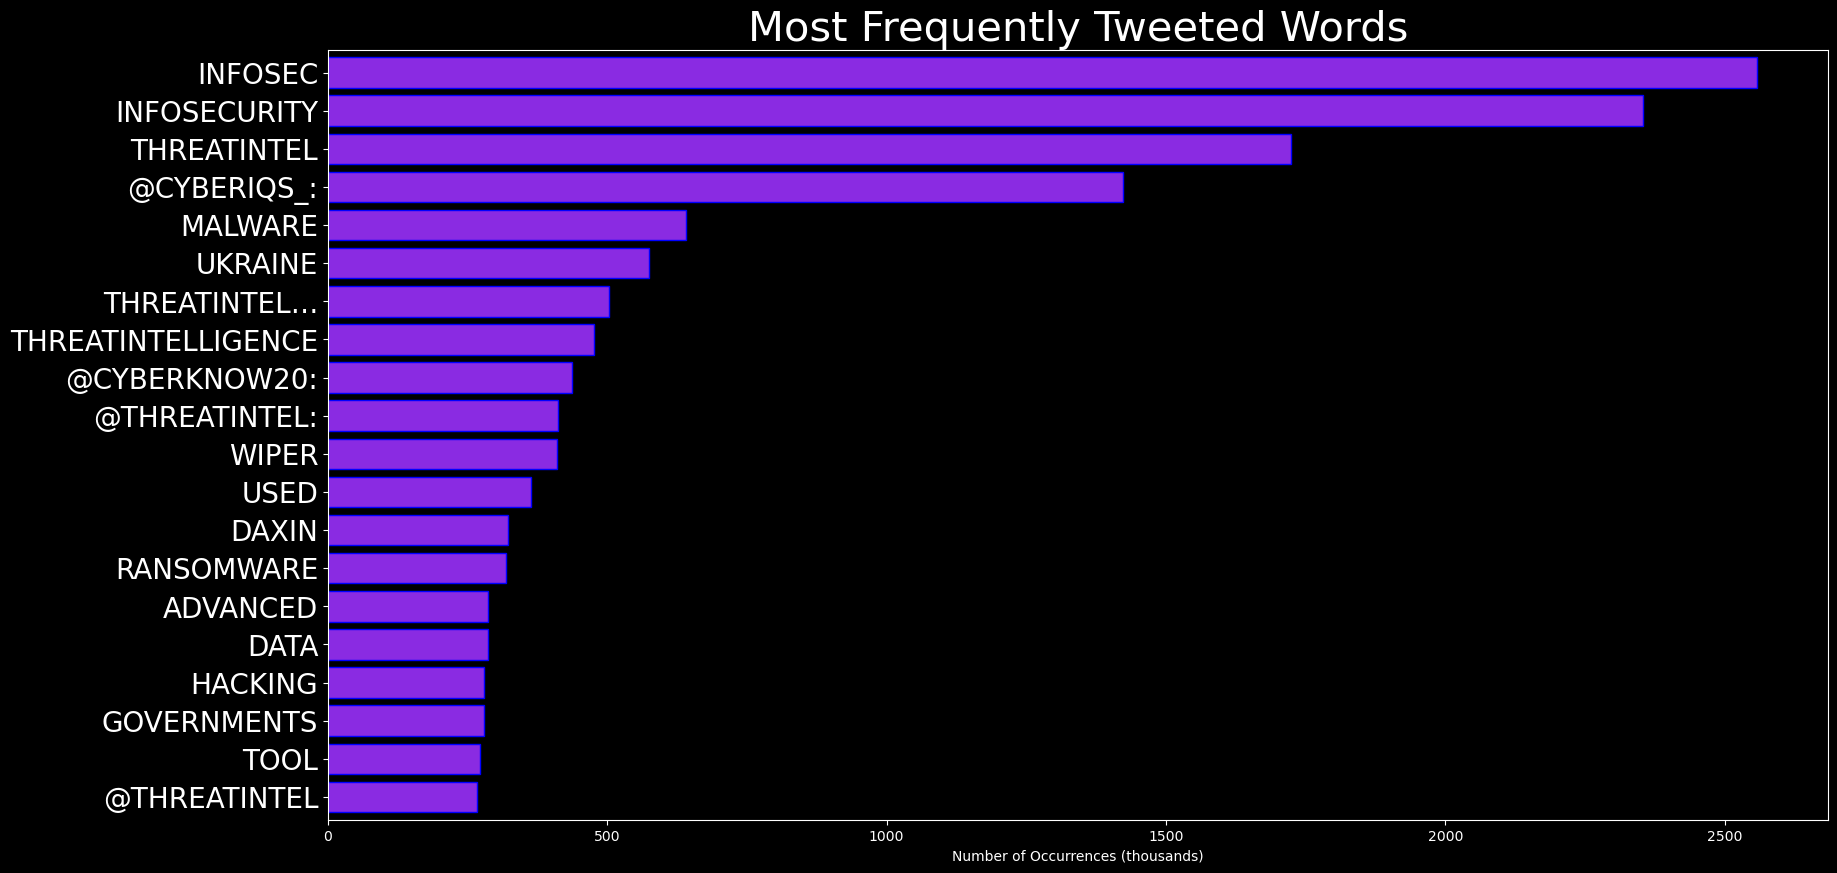 Most Frequently Tweeted Words
INFOSEC
INFOSECURITY
THREATINTEL
@CYBERIQS_:
MALWARE
UKRAINE
THREATINTEL…
THREATINTELLIGENCE
@CYBERKNOW20:
@THREATINTEL:
WIPER
USED
DAXIN
RANSOMWARE
ADVANCED
DATA
HACKING
GOVERNMENTS
TOOL
@THREATINTEL
0 500 1000 1500 2000 2500
Number of Occurrences (thousands)